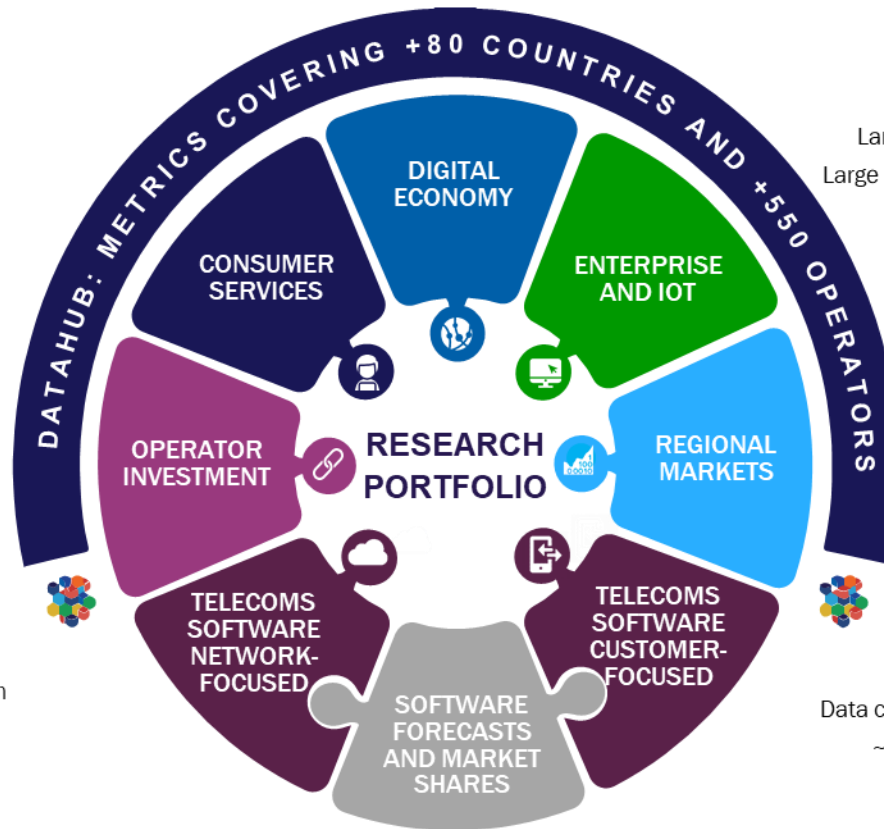 DATAHUB: METRICS COVERING +80 COUNTRIES AND +550 OPERATORS
DIGITAL
ECONOMY
CONSUMER
SERVICES
ENTERPRISE
AND IOT
OPERATOR
INVESTMENT
RESEARCH
PORTFOLIO
REGIONAL
MARKETS
TELECOMS
SOFTWARE
NETWORK-
FOCUSED
TELECOMS
SOFTWARE
CUSTOMER-
FOCUSED
SOFTWARE
FORECASTS
AND MARKET
SHARES
Large
Data
~